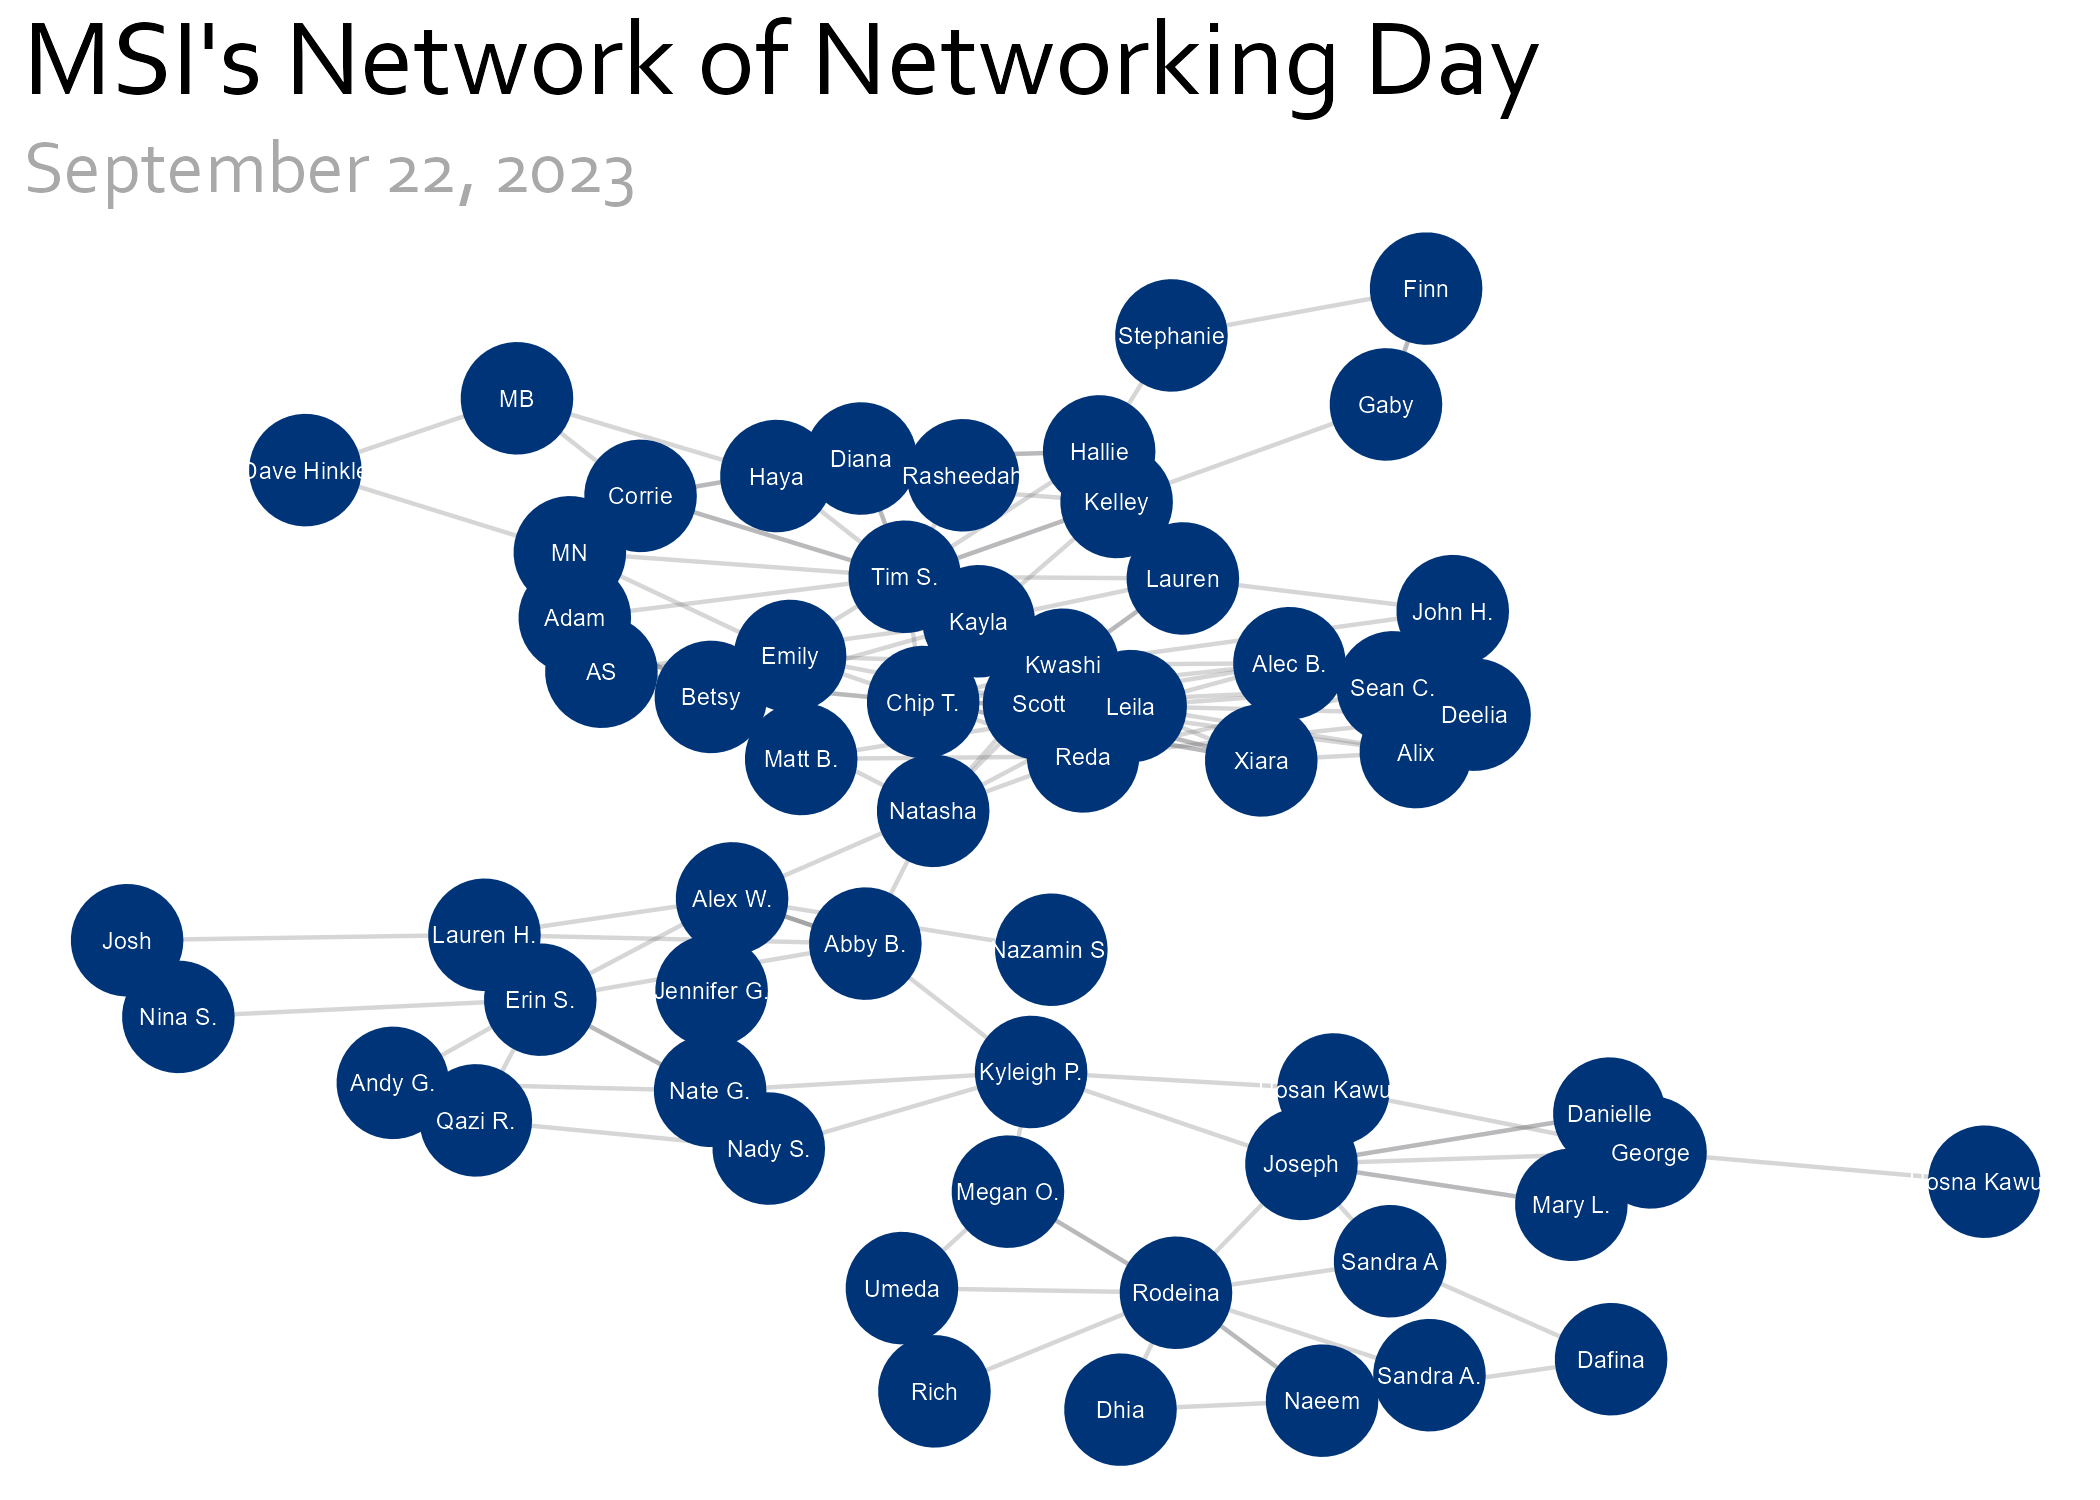 MSI's Network of Networking Day
September 22, 2023
Finn
Stephanie
MB
Gaby
Dave Hinkle
Diana
Hallie
Haya
Rasheedah
Corrie
Kelley
MN
Tim S.
Lauren
Adam
Kayla
John H.
Emily
Kwashi
Alec B.
AS
Betsy
Chip T.
Scott
Leila
Sean C.
Deelia
Matt B.
Reda
Xiara
Alix
Natasha
Alex W.
Josh
Lauren H.
Abby B.
Nazamin S
Jennifer G.
Nina S.
Erin S.
Andy G.
Nate G.
Kyleigh P.
osan Kawu
Qazi R.
Danielle
Nady S.
Joseph
George
Megan O.
osna Kawu
Mary L.
Umeda
Rodeina
Sandra A
Rich
Dhia
Naeem
Sandra A.
Dafina